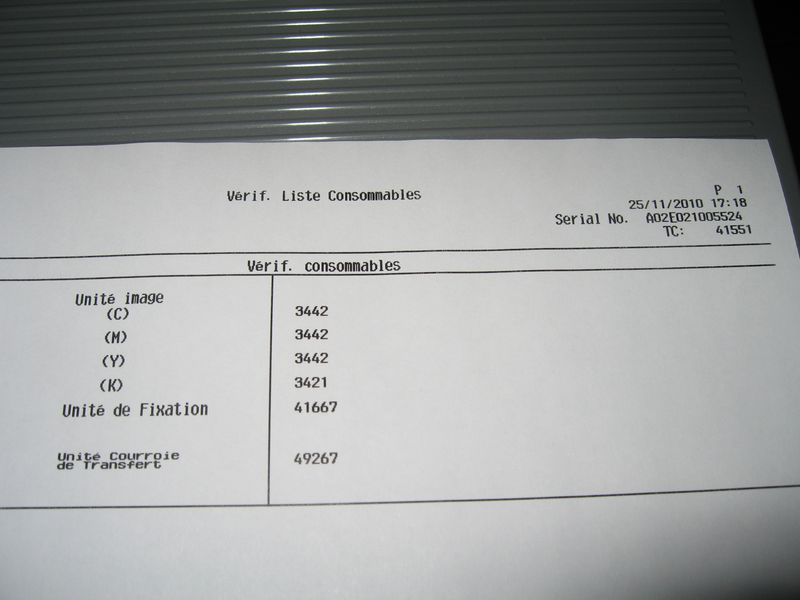 Vérif. Liste Consommables
P 1
25/11/2010 17:18
Serial No. A02E021005524
TC: 41551
Vérif. consommables
Unité image
(C) 3442
(M) 3442
(Y) 3442
(K) 3421
Unité de Fixation 41667
Unité Courroie
de Transfert 49267